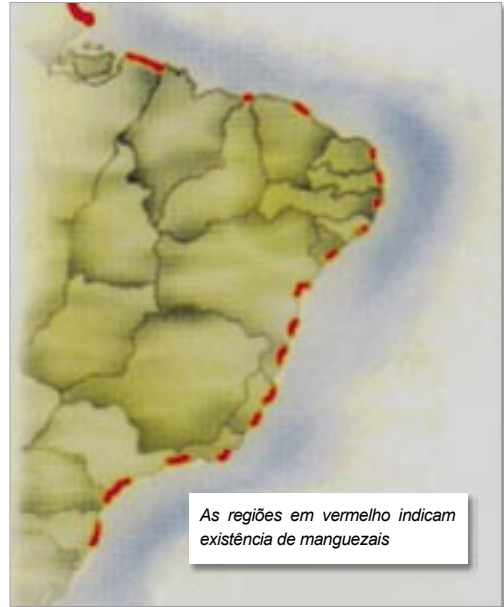 As regiões em vermelho indicam
existência de manguezais